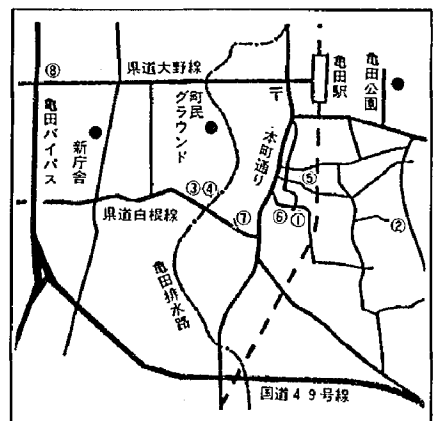 ⑧
県道大野線
〒
亀田駅
亀田公園
亀田バイパス
新庁舎
町民グラウンド
本町通り
③④
県道白根線
⑦
⑤
⑥
①
②
亀田排水路
国道49号線